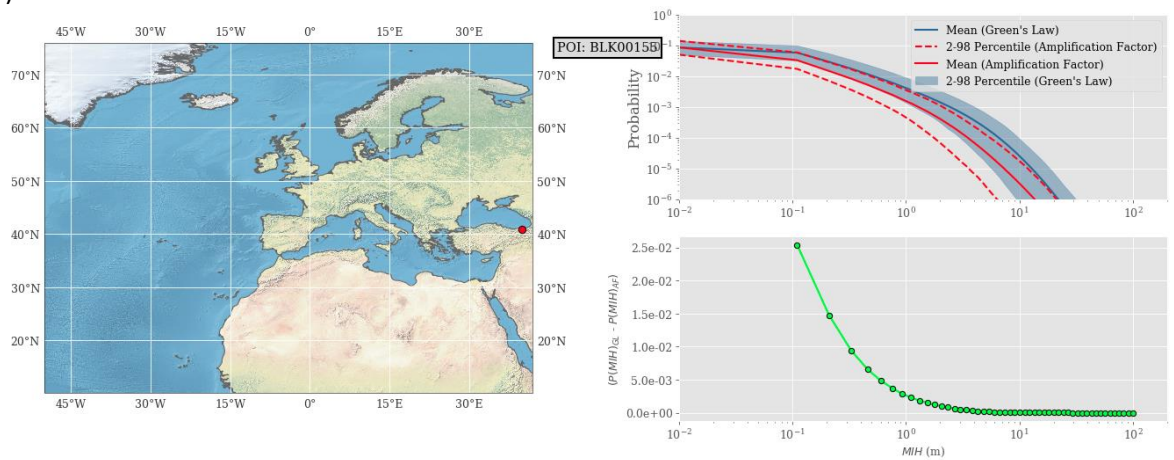 )
45°W 30°W 15°W 0° 15°E 30°E
70°N 70°N
60°N 60°N
50°N 50°N
40°N 40°N
30°N 30°N
20°N 20°N
45°W 30°W 15°W 0° 15°E 30°E
POI: BLK00155
Probability
10⁰
10⁻¹
10⁻²
10⁻³
10⁻⁴
10⁻⁵
10⁻⁶
Mean (Green's Law)
2-98 Percentile (Amplification Factor)
Mean (Amplification Factor)
2-98 Percentile (Green's Law)
10⁻² 10⁻¹ 10⁰ 10¹ 10²
(P(MIH)GL - P(MIH)AF)
2.5e-02
2.0e-02
1.5e-02
1.0e-02
5.0e-03
0.0e+00
10⁻² 10⁻¹ 10⁰ 10¹ 10²
MIH (m)